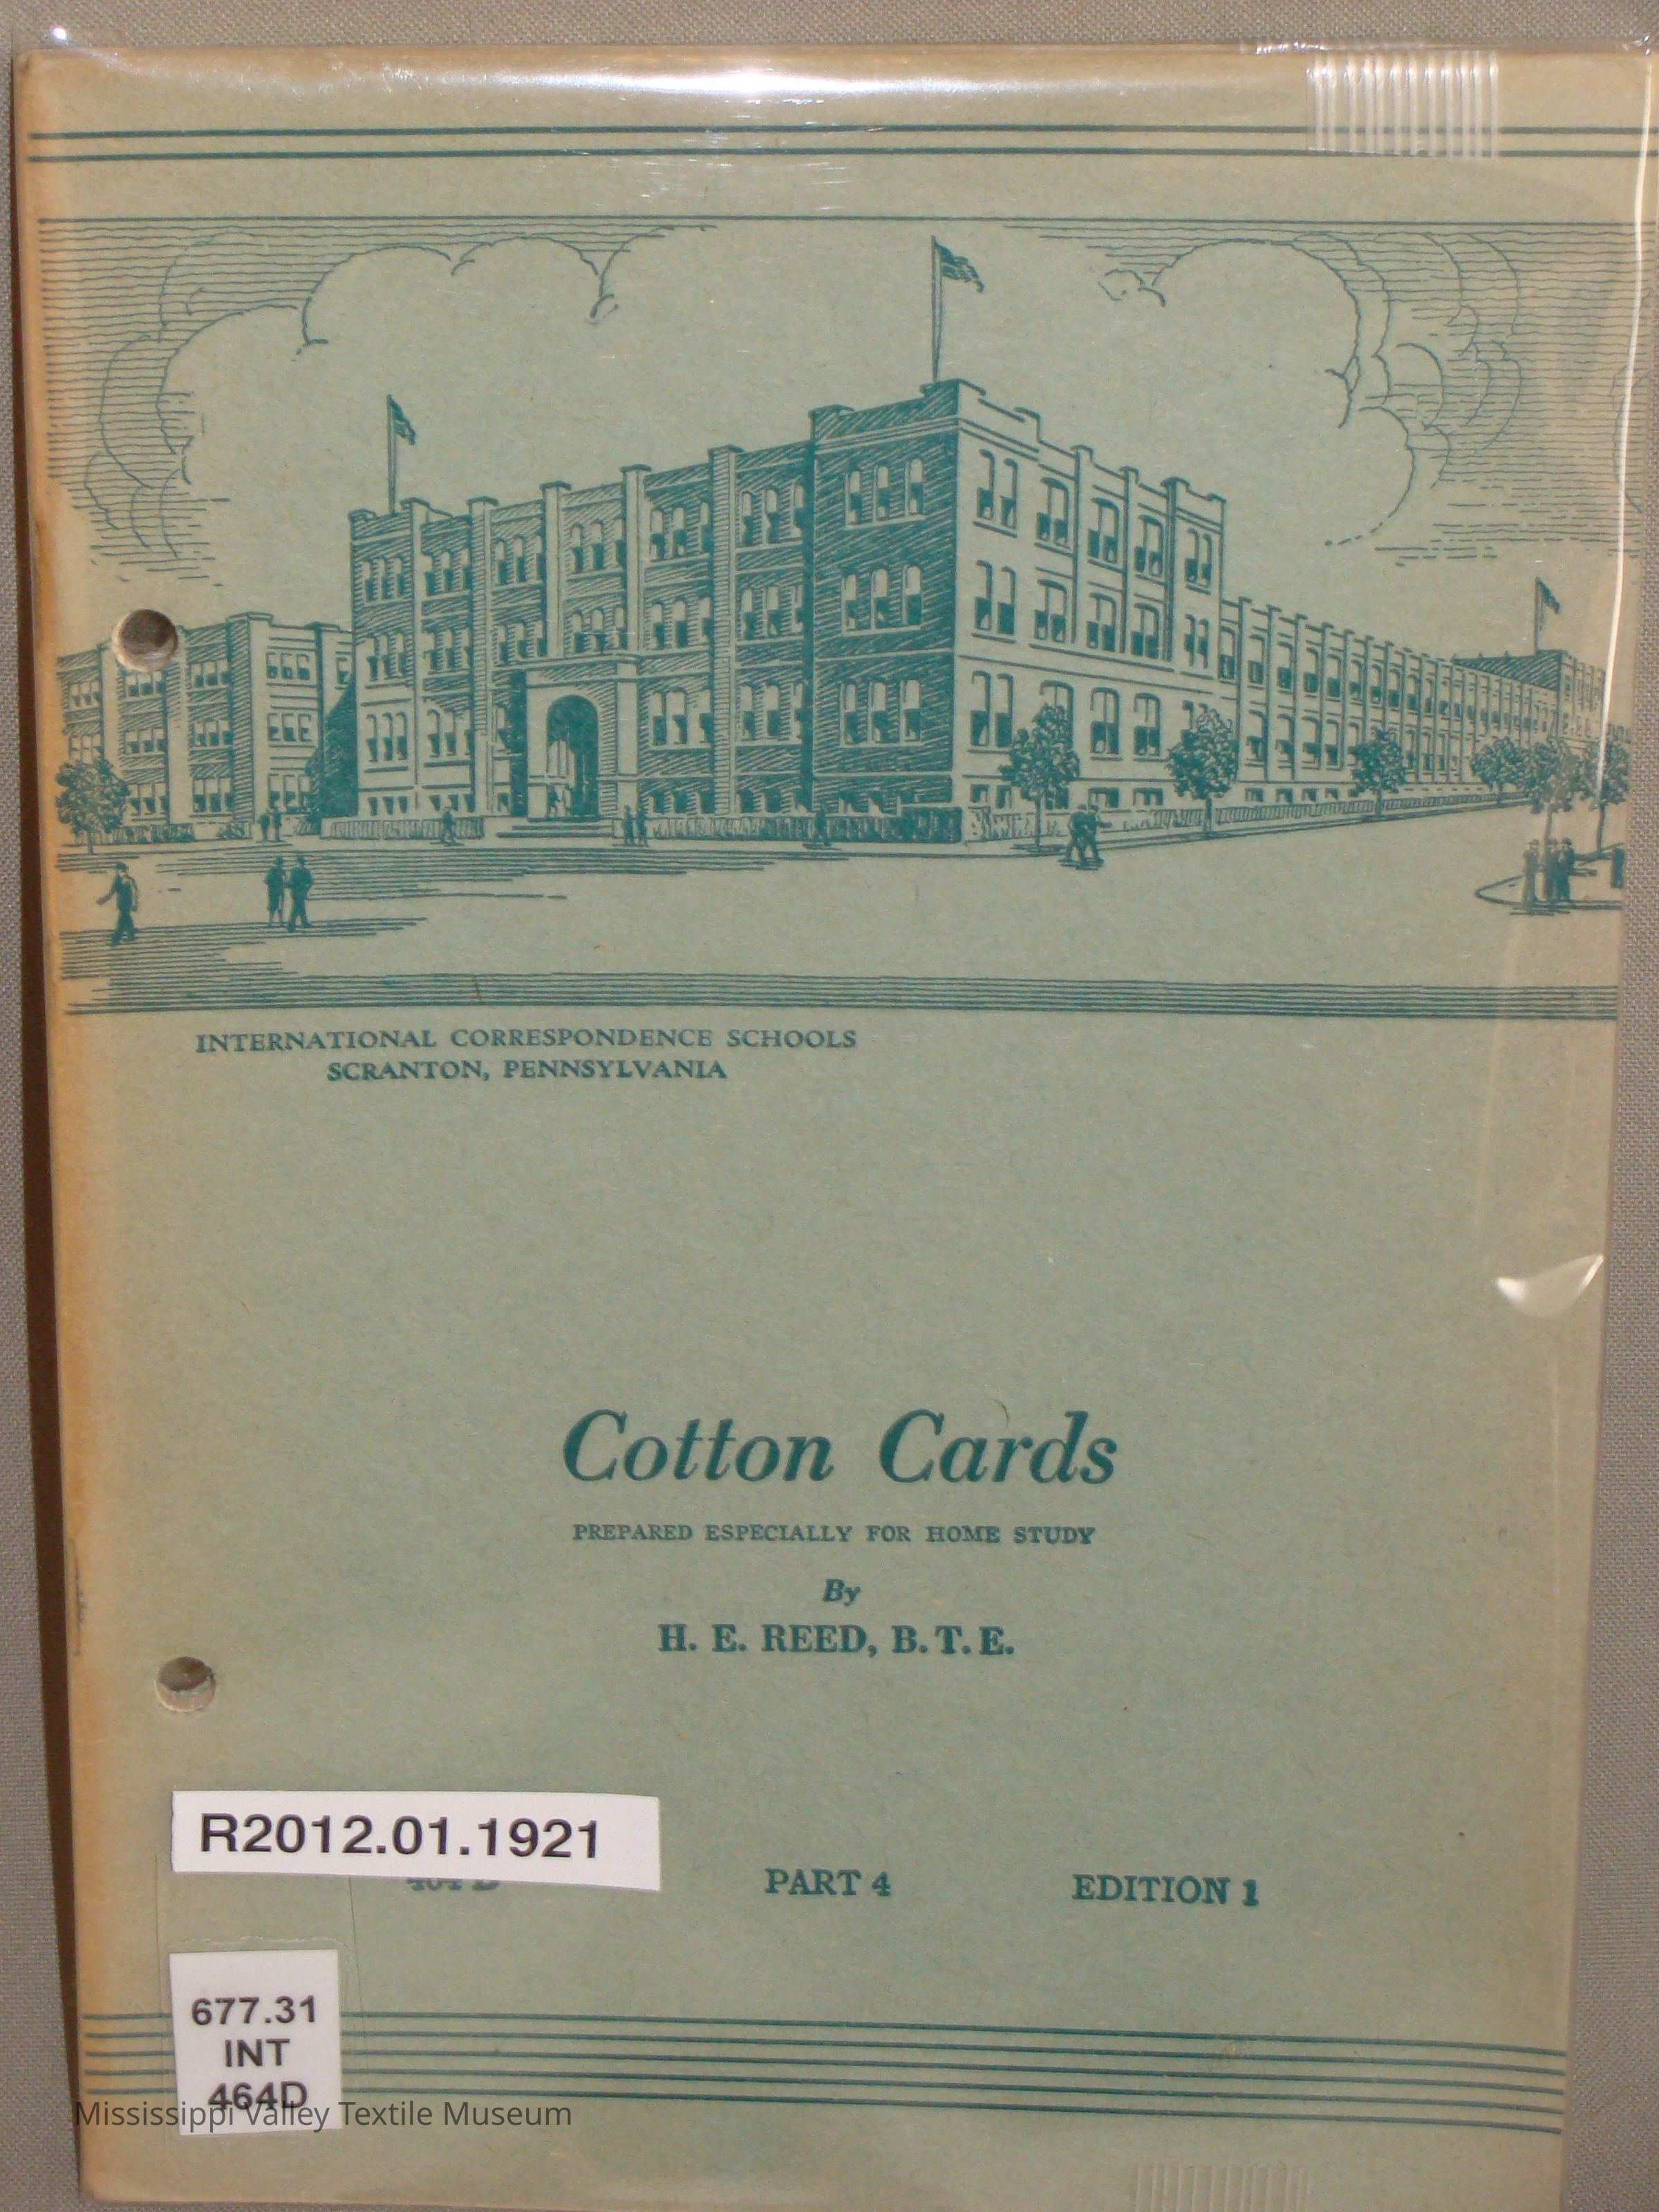 INTERNATIONAL CORRESPONDENCE SCHOOLS
SCRANTON, PENNSYLVANIA
Cotton Cards
PREPARED ESPECIALLY FOR HOME STUDY
By
H. E. REED, B. T. E.
R2012.01.1921
PART 4 EDITION 1
677.31
INT
464D
Mississippi Valley Textile Museum